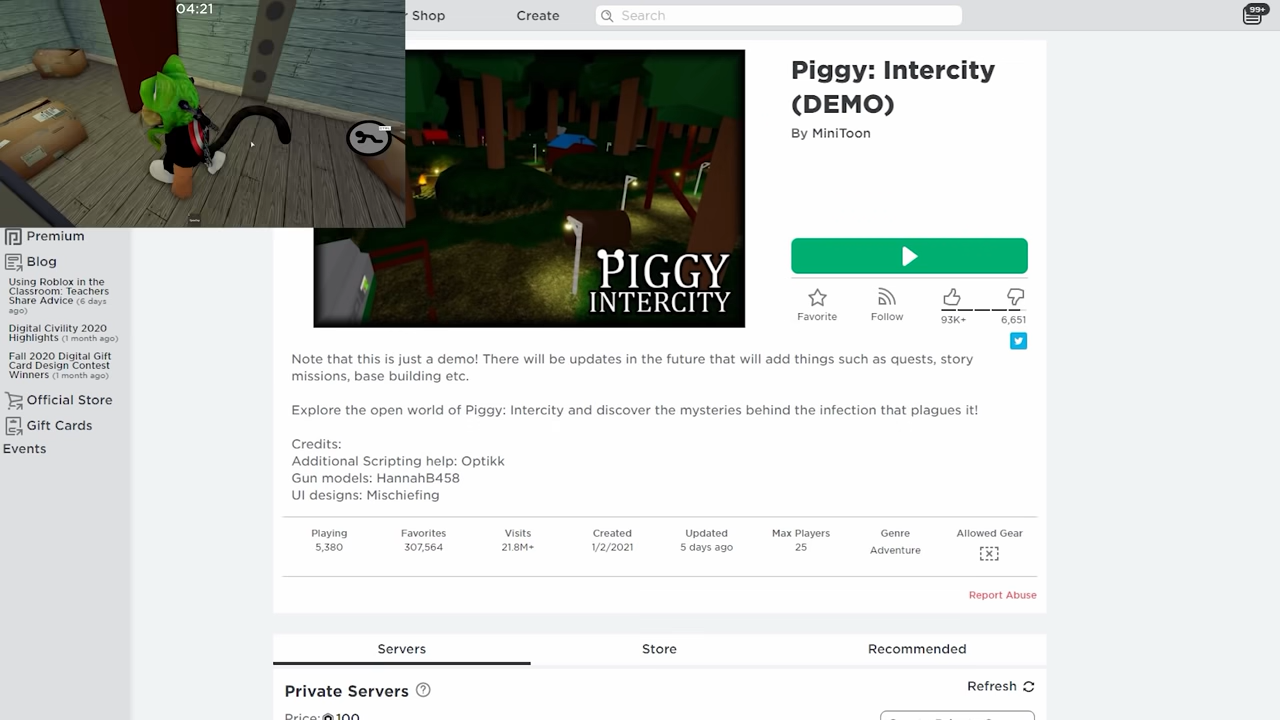 04:21
Shop
Create
Search
99+
Piggy: Intercity
(DEMO)
By MiniToon
PIGGY
INTERCITY
Premium
Blog
Using Roblox in the
Classroom: Teachers
Share Advice (6 days
ago)
Digital Civility 2020
Highlights (1 month ago)
Fall 2020 Digital Gift
Card Design Contest
Winners (1 month ago)
Official Store
Gift Cards
Events
Favorite
Follow
93K+
6,651
Note that this is just a demo! There will be updates in the future that will add things such as quests, story
missions, base building etc.
Explore the open world of Piggy: Intercity and discover the mysteries behind the infection that plagues it!
Credits:
Additional Scripting help: Optikk
Gun models: HannahB458
UI designs: Mischiefing
Playing
5,380
Favorites
307,564
Visits
21.8M+
Created
1/2/2021
Updated
5 days ago
Max Players
25
Genre
Adventure
Allowed Gear
Report Abuse
Servers
Store
Recommended
Private Servers
Refresh
Price: 100